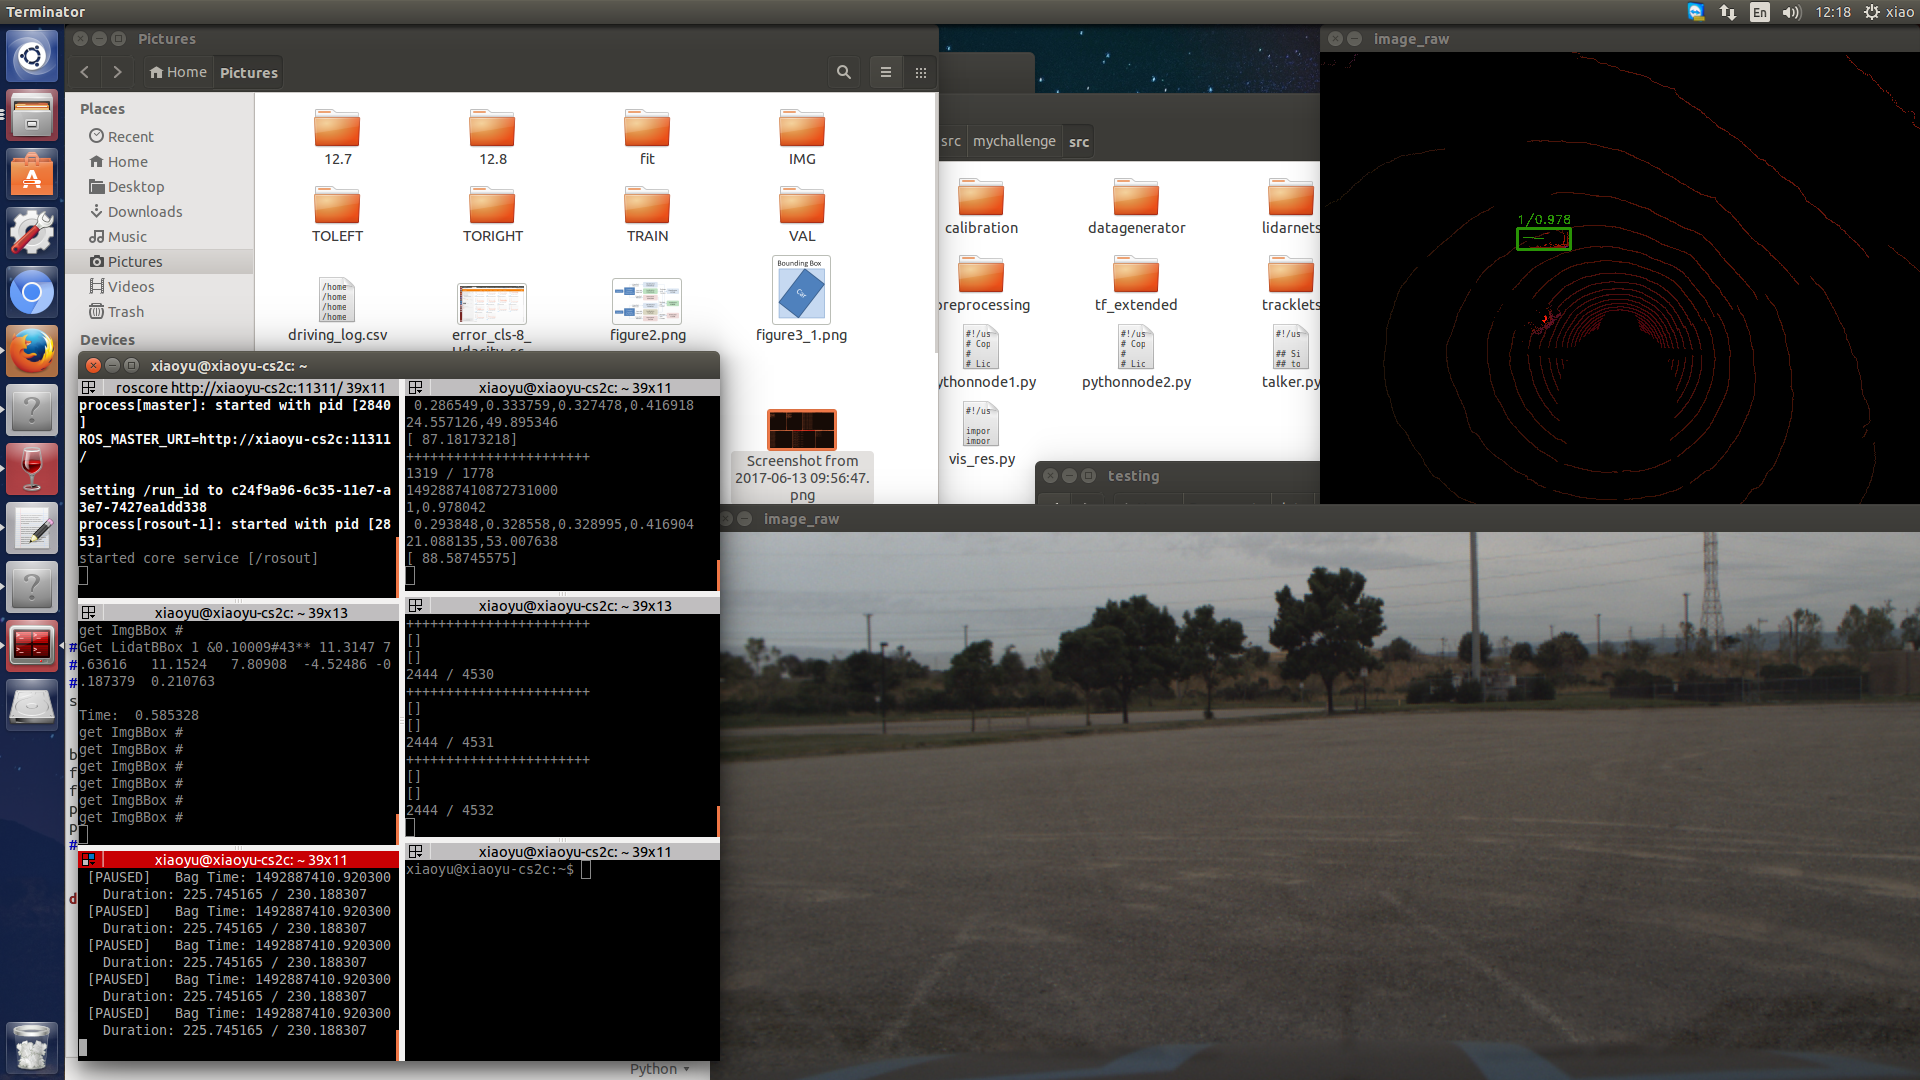 Terminator
En
12:18
xiao
Pictures
Home
Pictures
Places
Recent
Home
Desktop
Downloads
Music
Pictures
Videos
Trash
Devices
12.7
12.8
fit
IMG
TOLEFT
TORIGHT
TRAIN
VAL
driving_log.csv
error_cls-8_
figure2.png
Bounding Box
Car
figure3_1.png
Screenshot from
2017-06-13 09:56:47.
png
src
mychallenge
src
calibration
datagenerator
lidarnets
reprocessing
tf_extended
tracklets
ythonnode1.py
pythonnode2.py
talker.py
vis_res.py
testing
image_raw
1/0.978
image_raw
xiaoyu@xiaoyu-cs2c: ~
roscore http://xiaoyu-cs2c:11311/ 39x11
process[master]: started with pid [2840
]
ROS_MASTER_URI=http://xiaoyu-cs2c:11311
/
setting /run_id to c24f9a96-6c35-11e7-a
3e7-7427ea1dd338
process[rosout-1]: started with pid [28
53]
started core service [/rosout]
xiaoyu@xiaoyu-cs2c: ~ 39x11
0.286549,0.333759,0.327478,0.416918
24.557126,49.895346
[ 87.18173218]
+++++++++++++++++++++++
1319 / 1778
1492887410872731000
1,0.978042
0.293848,0.328558,0.328995,0.416904
21.088135,53.007638
[ 88.58745575]
xiaoyu@xiaoyu-cs2c: ~ 39x13
get ImgBBox #
Get LidatBBox 1 &0.10009#43** 11.3147 7
.63616 11.1524 7.80908 -4.52486 -0
.187379 0.210763
Time: 0.585328
get ImgBBox #
get ImgBBox #
get ImgBBox #
get ImgBBox #
get ImgBBox #
get ImgBBox #
xiaoyu@xiaoyu-cs2c: ~ 39x13
+++++++++++++++++++++++
[]
[]
2444 / 4530
+++++++++++++++++++++++
[]
[]
2444 / 4531
+++++++++++++++++++++++
[]
[]
2444 / 4532
xiaoyu@xiaoyu-cs2c: ~ 39x11
[PAUSED] Bag Time: 1492887410.920300
Duration: 225.745165 / 230.188307
[PAUSED] Bag Time: 1492887410.920300
Duration: 225.745165 / 230.188307
[PAUSED] Bag Time: 1492887410.920300
Duration: 225.745165 / 230.188307
[PAUSED] Bag Time: 1492887410.920300
Duration: 225.745165 / 230.188307
[PAUSED] Bag Time: 1492887410.920300
Duration: 225.745165 / 230.188307
xiaoyu@xiaoyu-cs2c: ~ 39x11
xiaoyu@xiaoyu-cs2c:~$
Python